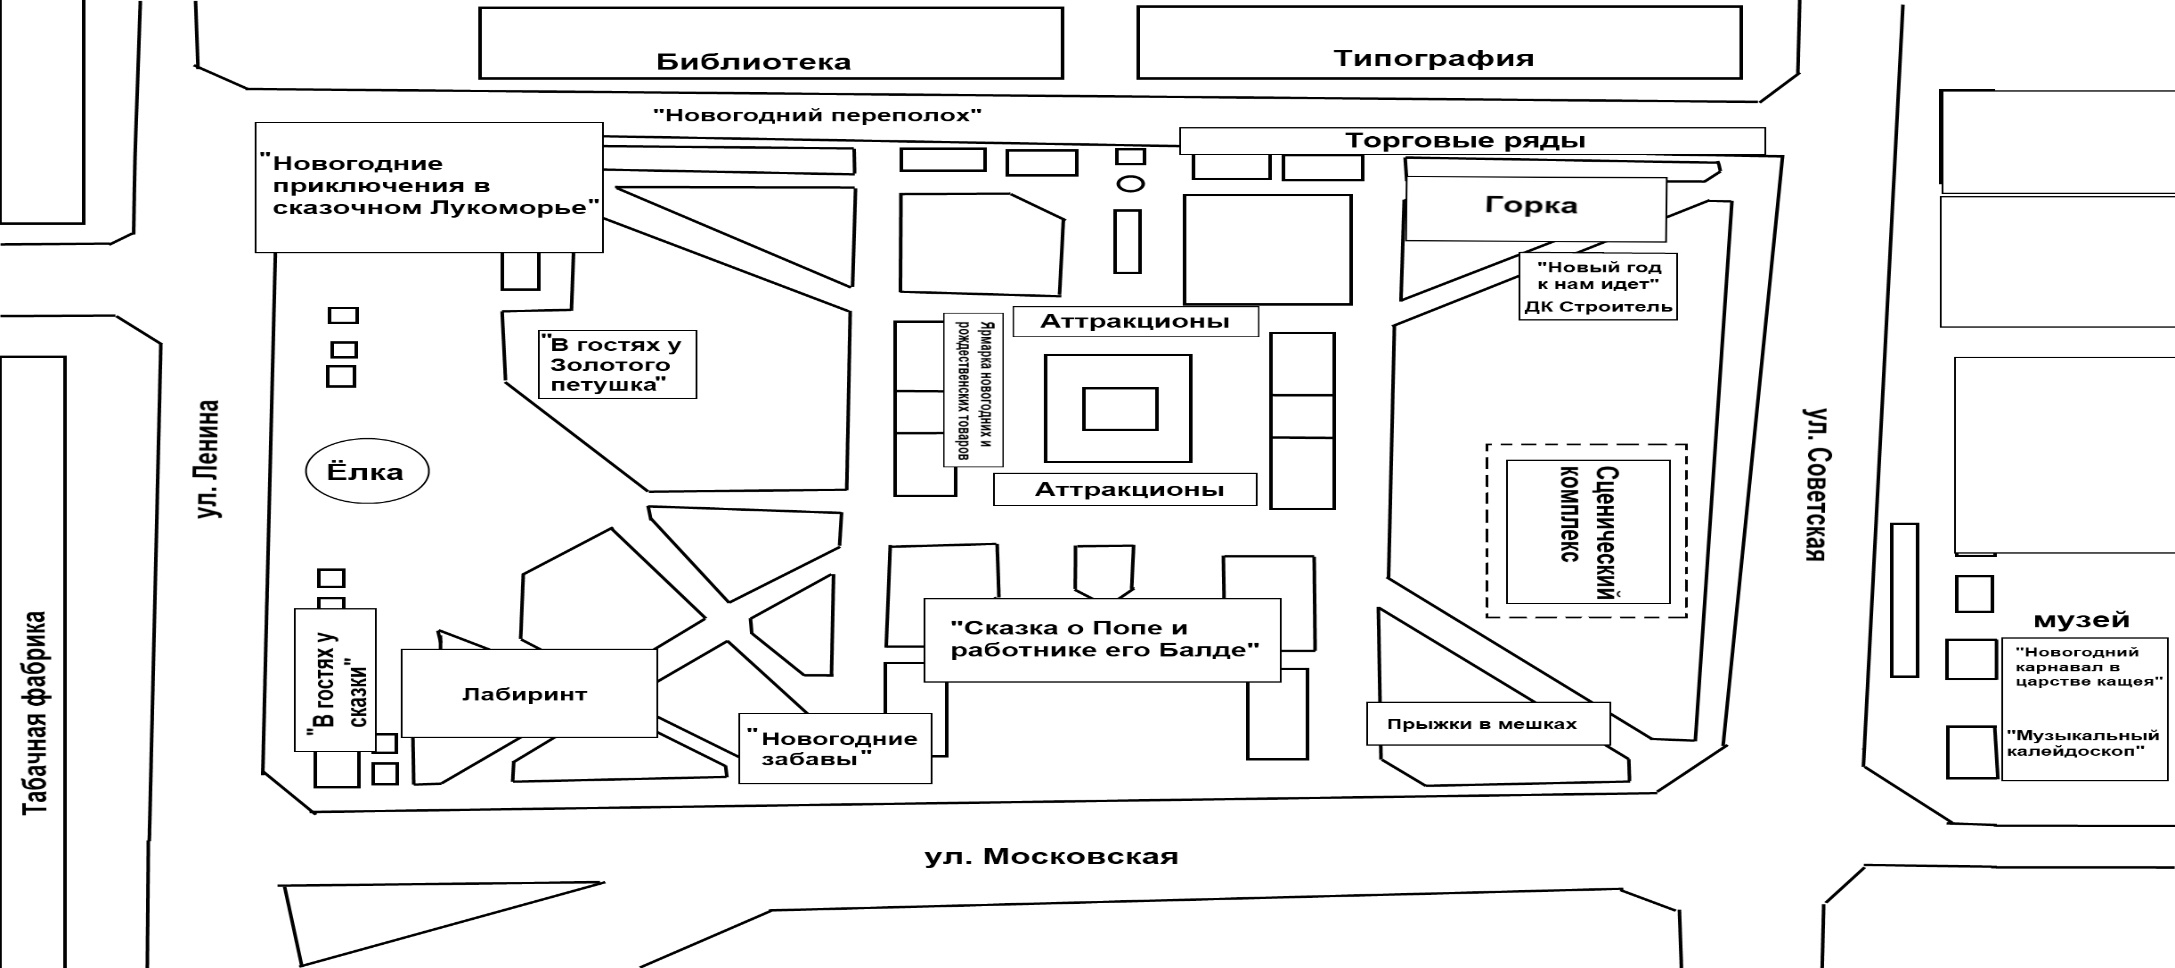 Библиотека
Типография
"Новогодний переполох"
Торговые ряды
"Новогодние
приключения в
сказочном Лукоморье"
Горка
"Новый год
к нам идет"
ДК Строитель
"В гостях у
Золотого
петушка"
Ярмарка новогодних и
рождественских товаров
Аттракционы
Аттракционы
ул. Ленина
Ёлка
Сценический
комплекс
ул. Советская
Табачная фабрика
"В гостях у
сказки"
Лабиринт
"Новогодние
забавы"
"Сказка о Попе и
работнике его Балде"
Прыжки в мешках
музей
"Новогодний
карнавал в
царстве кащея"
"Музыкальный
калейдоскоп"
ул. Московская